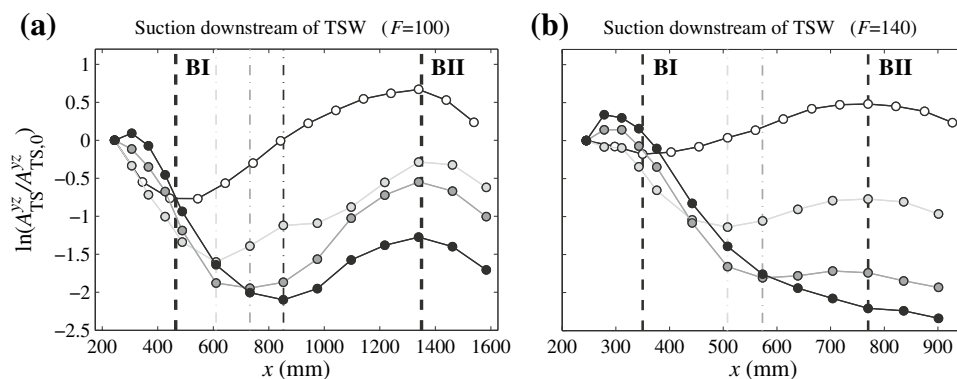 (a) Suction downstream of TSW (F=100)
BI
BII
1
0.5
0
-0.5
-1
-1.5
-2
-2.5
ln(A_TS^yz/A_TS,0^yz)
200 400 600 800 1000 1200 1400 1600
x (mm)
(b) Suction downstream of TSW (F=140)
BI
BII
200 300 400 500 600 700 800 900
x (mm)